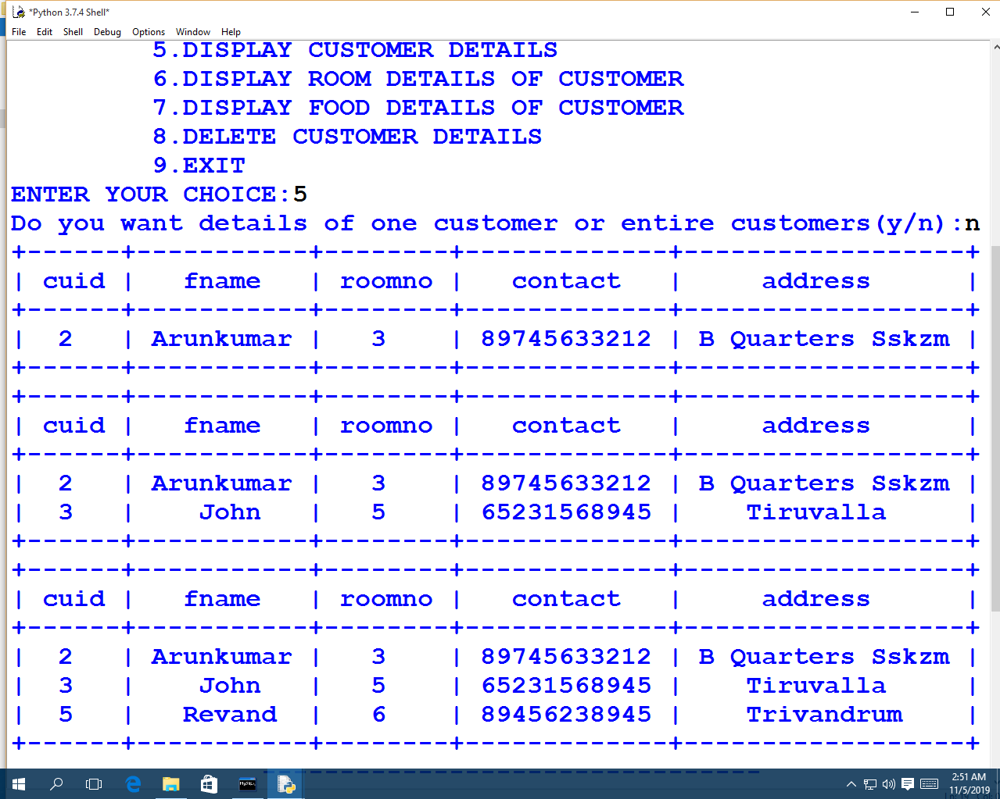 *Python 3.7.4 Shell*
File Edit Shell Debug Options Window Help
5.DISPLAY CUSTOMER DETAILS
6.DISPLAY ROOM DETAILS OF CUSTOMER
7.DISPLAY FOOD DETAILS OF CUSTOMER
8.DELETE CUSTOMER DETAILS
9.EXIT
ENTER YOUR CHOICE:5
Do you want details of one customer or entire customers(y/n):n
+------+-----------+--------+-------------+------------------+
| cuid |   fname   | roomno |   contact   |     address      |
+------+-----------+--------+-------------+------------------+
|  2   | Arunkumar |   3    | 89745633212 | B Quarters Sskzm |
+------+-----------+--------+-------------+------------------+
+------+-----------+--------+-------------+------------------+
| cuid |   fname   | roomno |   contact   |     address      |
+------+-----------+--------+-------------+------------------+
|  2   | Arunkumar |   3    | 89745633212 | B Quarters Sskzm |
|  3   |    John   |   5    | 65231568945 |    Tiruvalla     |
+------+-----------+--------+-------------+------------------+
+------+-----------+--------+-------------+------------------+
| cuid |   fname   | roomno |   contact   |     address      |
+------+-----------+--------+-------------+------------------+
|  2   | Arunkumar |   3    | 89745633212 | B Quarters Sskzm |
|  3   |    John   |   5    | 65231568945 |    Tiruvalla     |
|  5   |   Revand  |   6    | 89456238945 |    Trivandrum    |
+------+-----------+--------+-------------+------------------+
MySQL
2:51 AM
11/5/2019